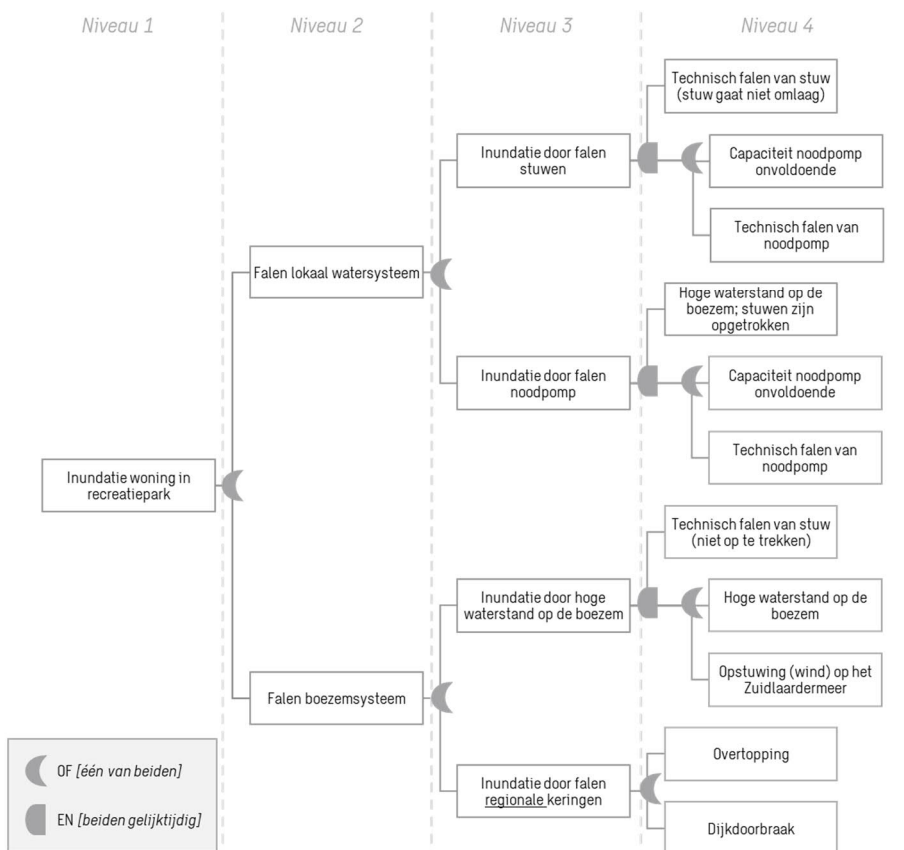 Niveau 1
Niveau 2
Niveau 3
Niveau 4
Technisch falen van stuw
(stuw gaat niet omlaag)
Inundatie door falen
stuwen
Capaciteit noodpomp
onvoldoende
Technisch falen van
noodpomp
Falen lokaal watersysteem
Hoge waterstand op de
boezem; stuwen zijn
opgetrokken
Inundatie door falen
noodpomp
Capaciteit noodpomp
onvoldoende
Technisch falen van
noodpomp
Inundatie woning in
recreatiepark
Technisch falen van stuw
(niet op te trekken)
Inundatie door hoge
waterstand op de boezem
Hoge waterstand op de
boezem
Opstuwing (wind) op het
Zuidlaardermeer
Falen boezemsysteem
Overtopping
Inundatie door falen
regionale keringen
Dijkdoorbraak
OF [één van beiden]
EN [beiden gelijktijdig]